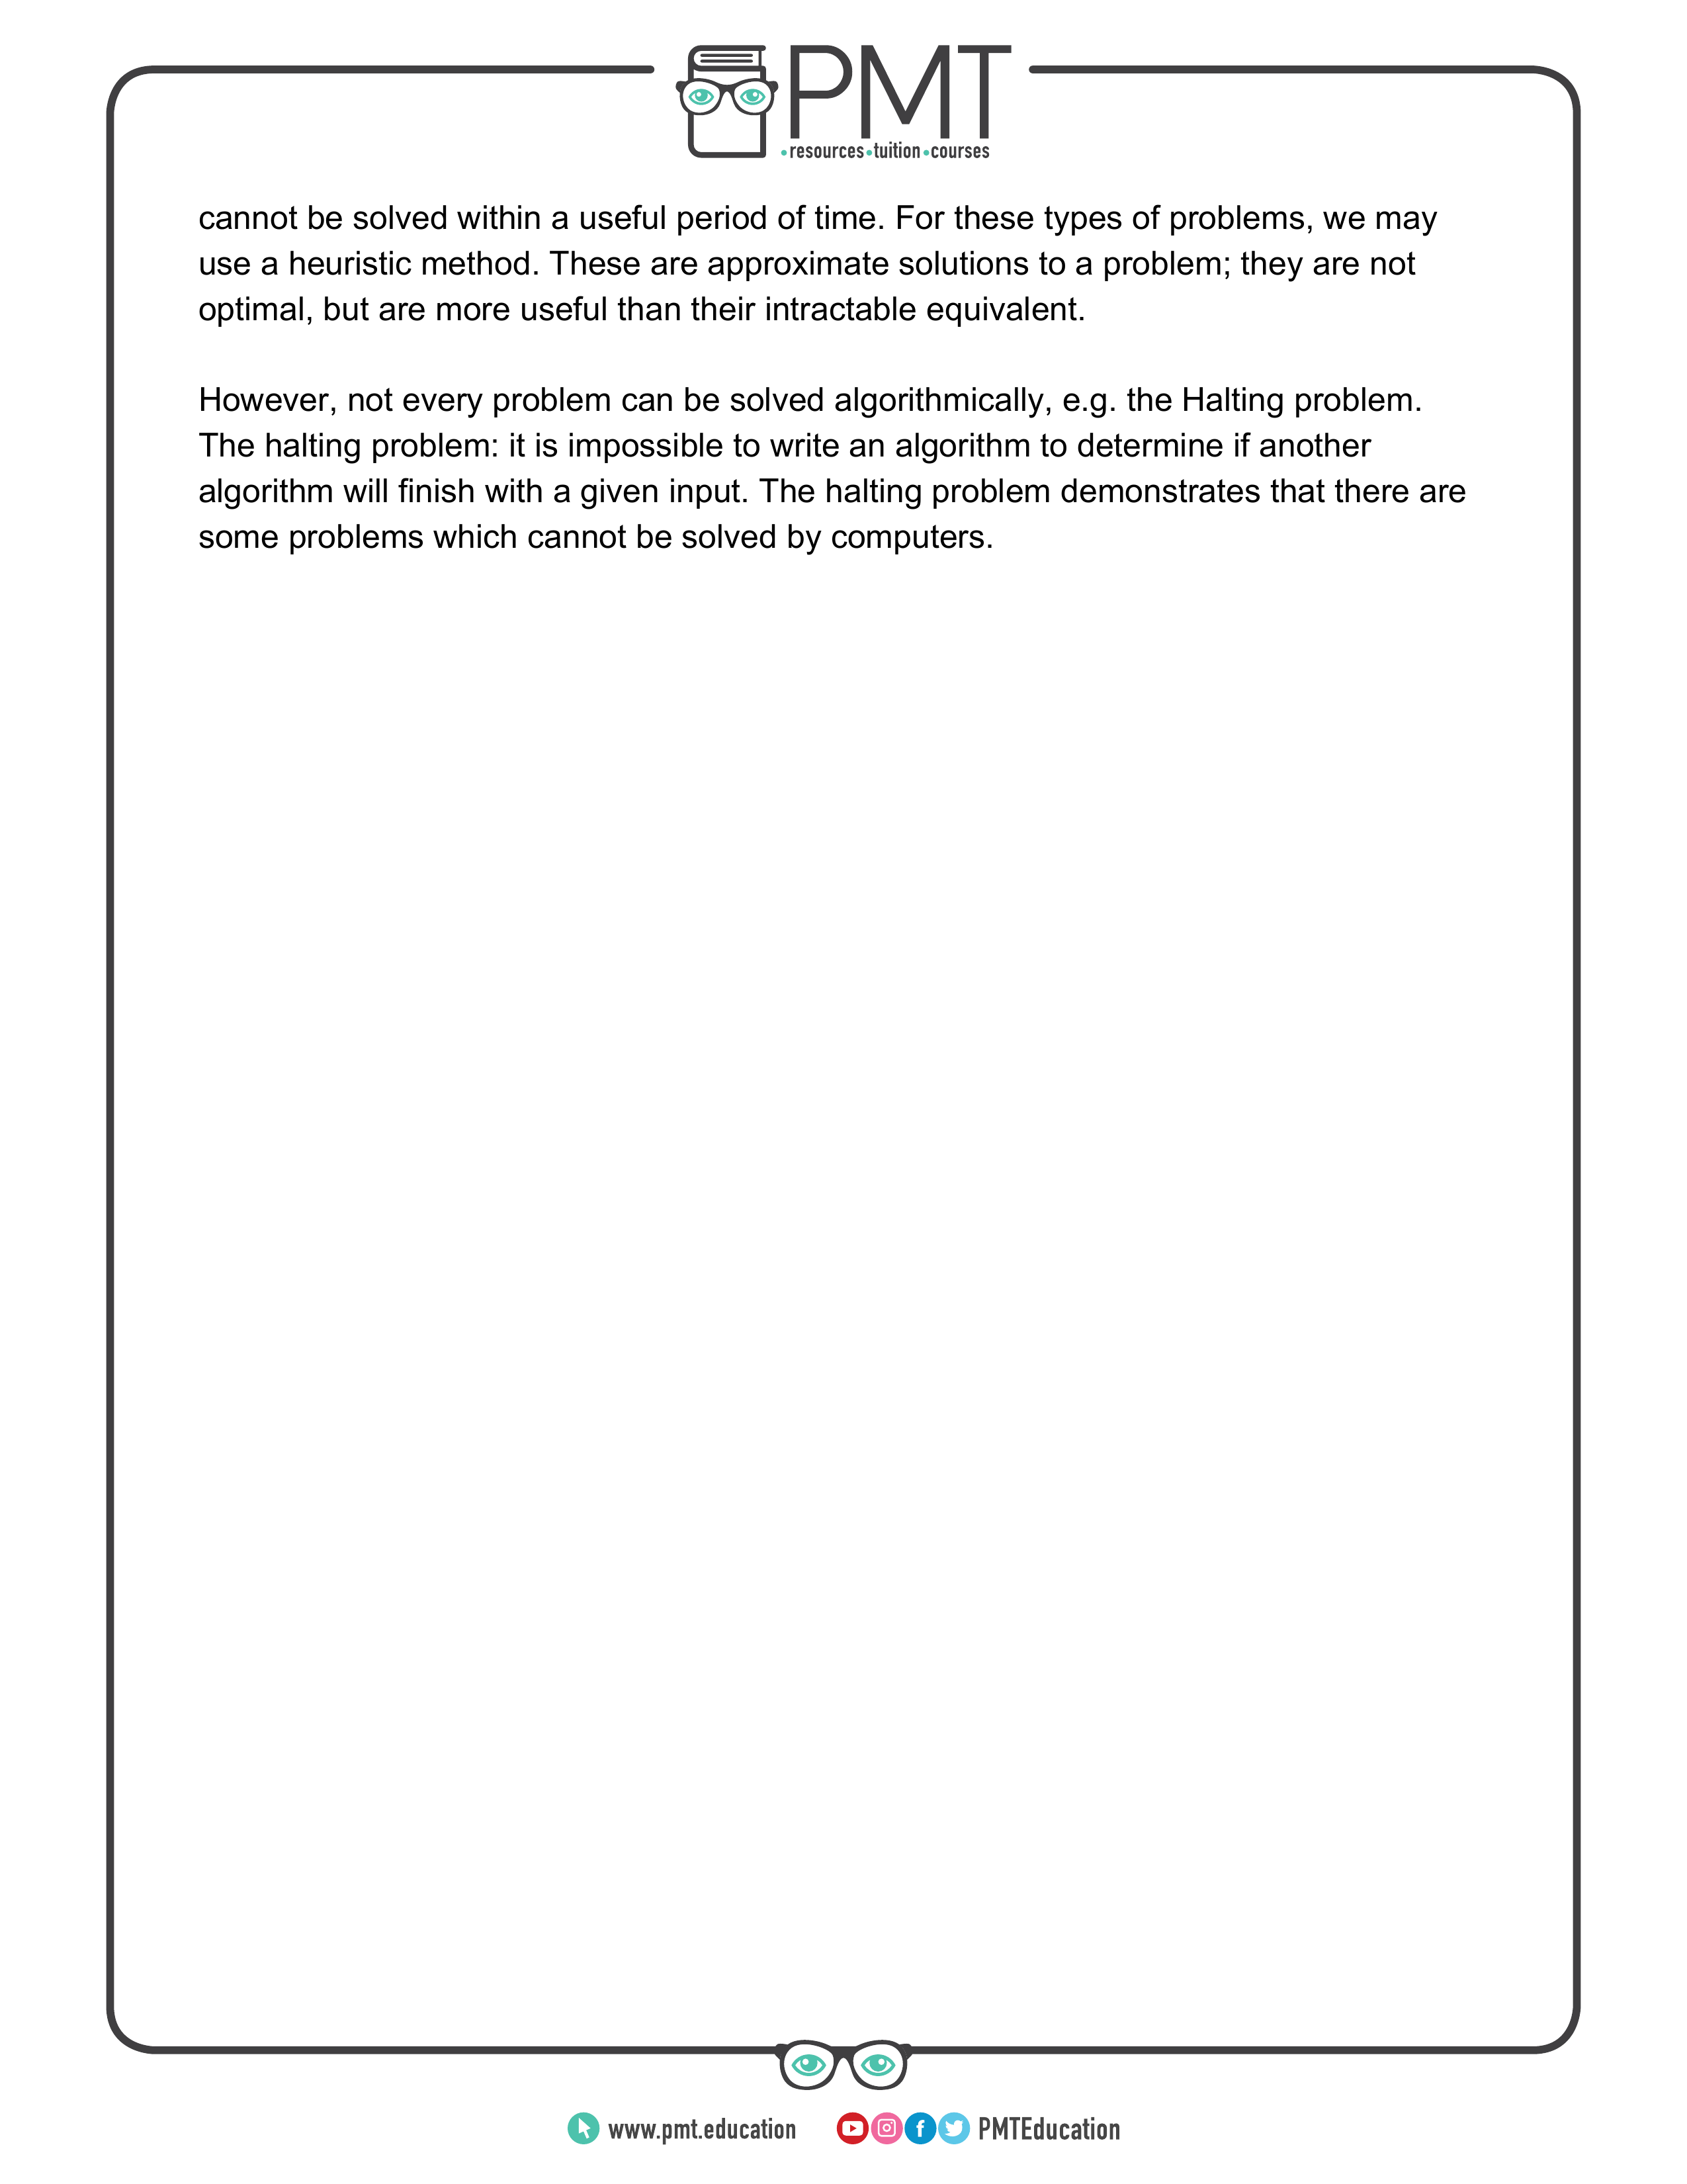 PMT
resources tuition courses
cannot be solved within a useful period of time. For these types of problems, we may
use a heuristic method. These are approximate solutions to a problem; they are not
optimal, but are more useful than their intractable equivalent.
However, not every problem can be solved algorithmically, e.g. the Halting problem.
The halting problem: it is impossible to write an algorithm to determine if another
algorithm will finish with a given input. The halting problem demonstrates that there are
some problems which cannot be solved by computers.
www.pmt.education PMTEducation